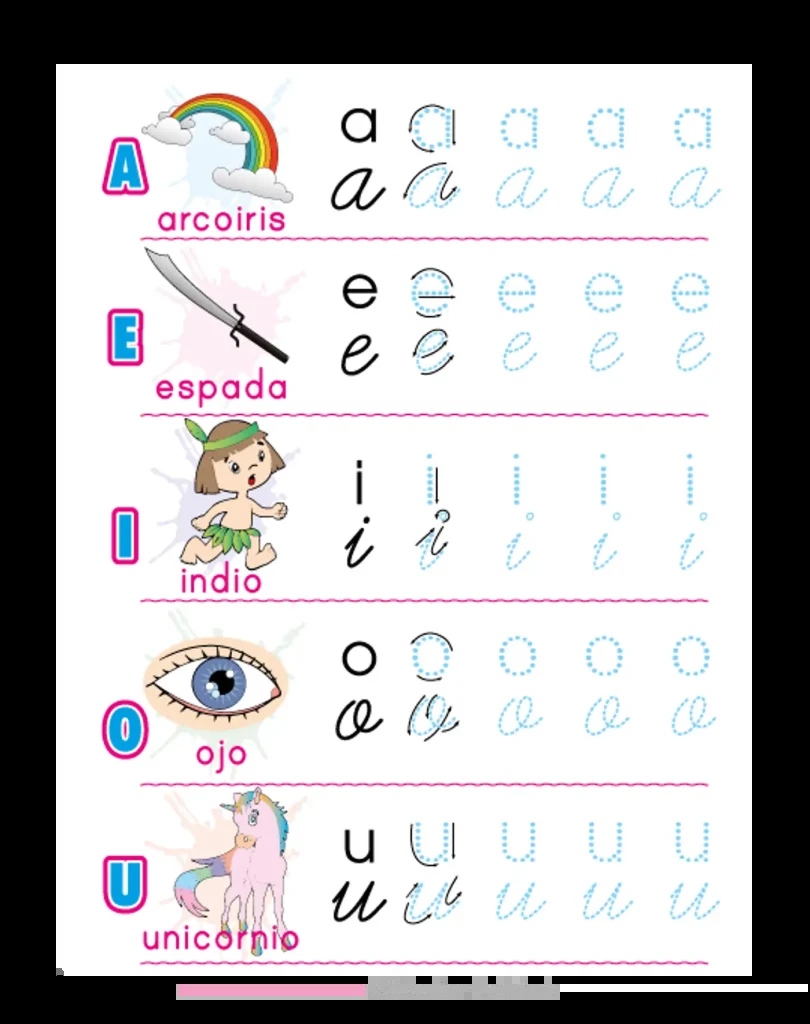 A
a a a a a
a a a a a
arcoiris
E
e e e e e
e e e e e
espada
I
i i i i i
i i i i i
indio
O
o o o o o
o o o o o
ojo
U
u u u u u
u u u u u
unicornio